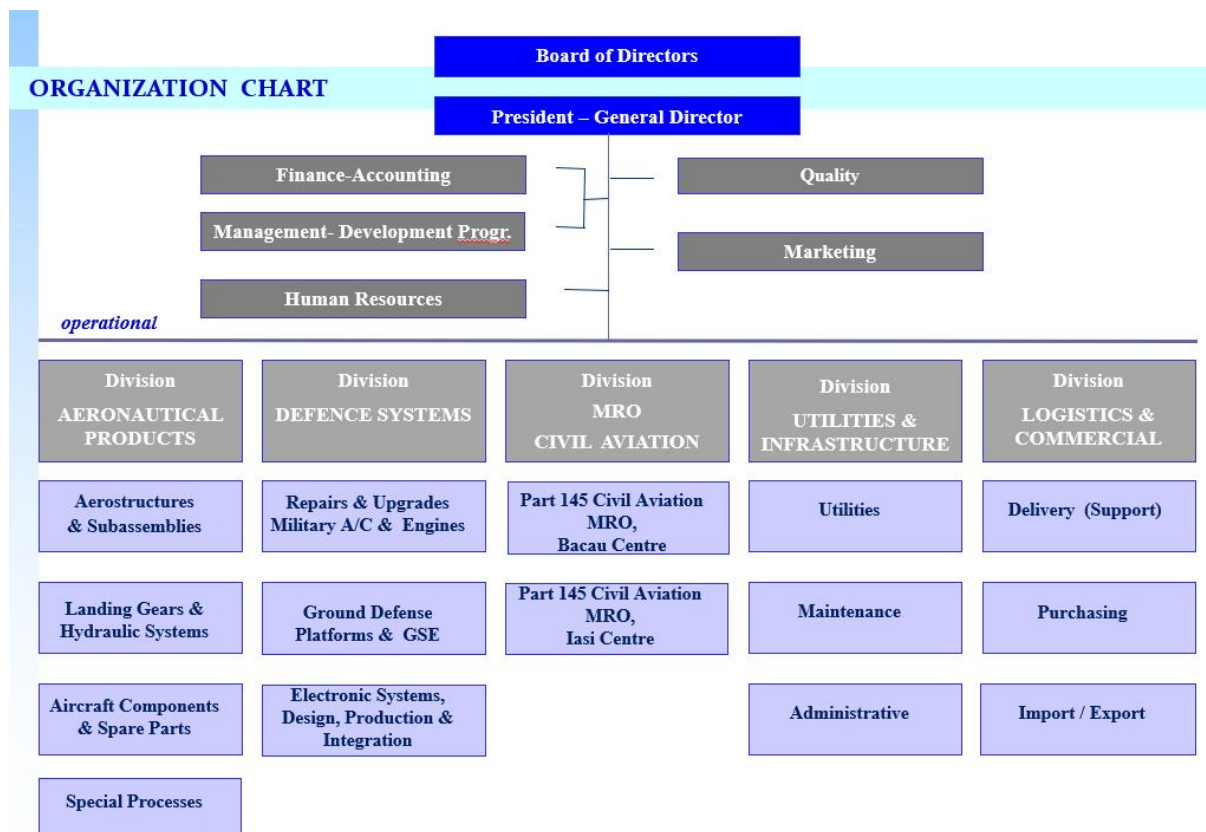 Board of Directors
ORGANIZATION CHART
President – General Director
Finance-Accounting
Quality
Management- Development Progr.
Marketing
Human Resources
operational
Division
AERONAUTICAL
PRODUCTS
Division
DEFENCE SYSTEMS
Division
MRO
CIVIL AVIATION
Division
UTILITIES &
INFRASTRUCTURE
Division
LOGISTICS &
COMMERCIAL
Aerostructures
& Subassemblies
Repairs & Upgrades
Military A/C & Engines
Part 145 Civil Aviation
MRO,
Bacau Centre
Utilities
Delivery (Support)
Landing Gears &
Hydraulic Systems
Ground Defense
Platforms & GSE
Part 145 Civil Aviation
MRO,
Iasi Centre
Maintenance
Purchasing
Aircraft Components
& Spare Parts
Electronic Systems,
Design, Production &
Integration
Administrative
Import / Export
Special Processes